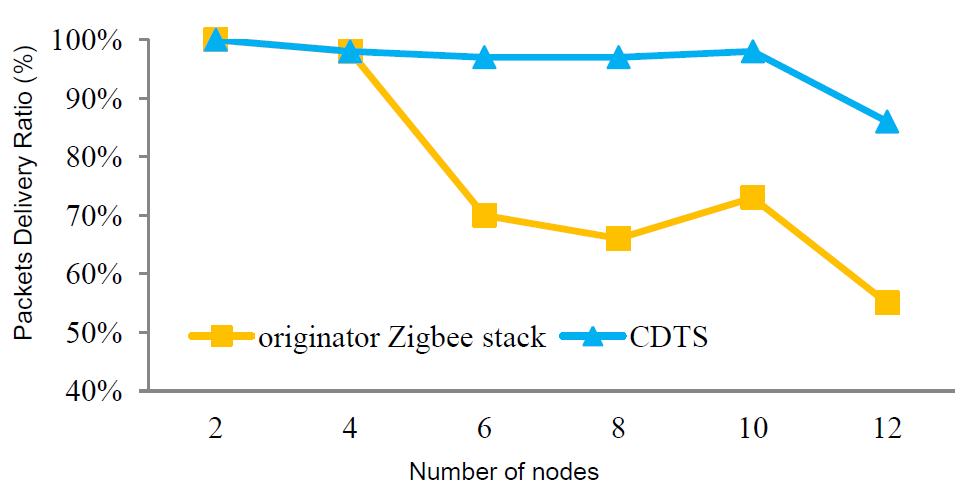 Packets Delivery Ratio (%)
100%
90%
80%
70%
60%
50%
40%
originator Zigbee stack
CDTS
2 4 6 8 10 12
Number of nodes